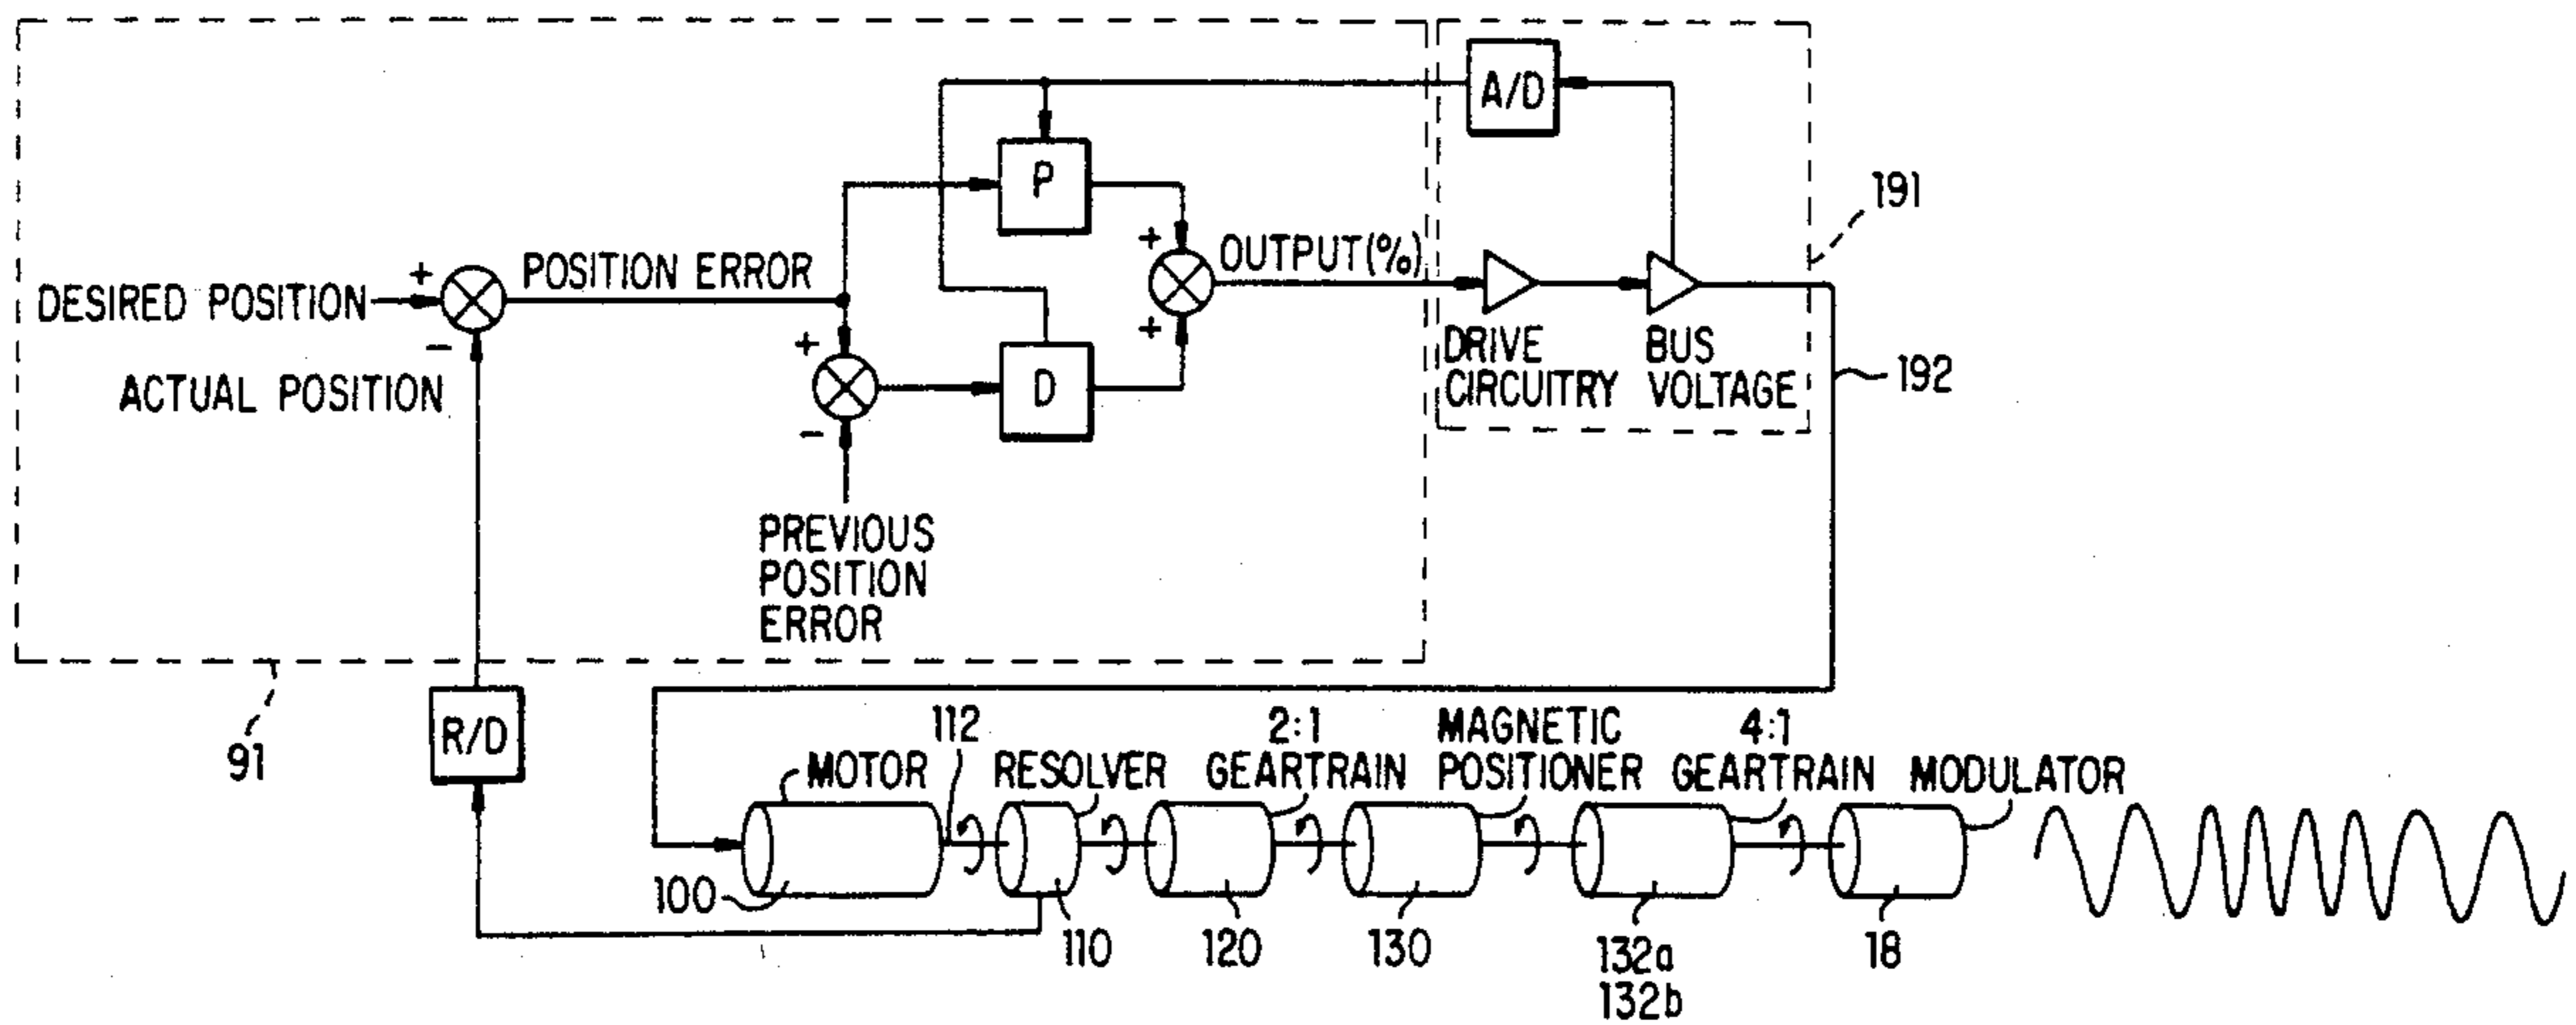 A/D
191
P
+
OUTPUT(%)
POSITION ERROR
+
DESIRED POSITION
+
DRIVE
CIRCUITRY
BUS
VOLTAGE
192
-
ACTUAL POSITION
+
D
-
PREVIOUS
POSITION
ERROR
91
R/D
112
2:1
MAGNETIC
4:1
MOTOR
RESOLVER
GEARTRAIN
POSITIONER
GEARTRAIN
MODULATOR
100
110
120
130
132a
132b
18